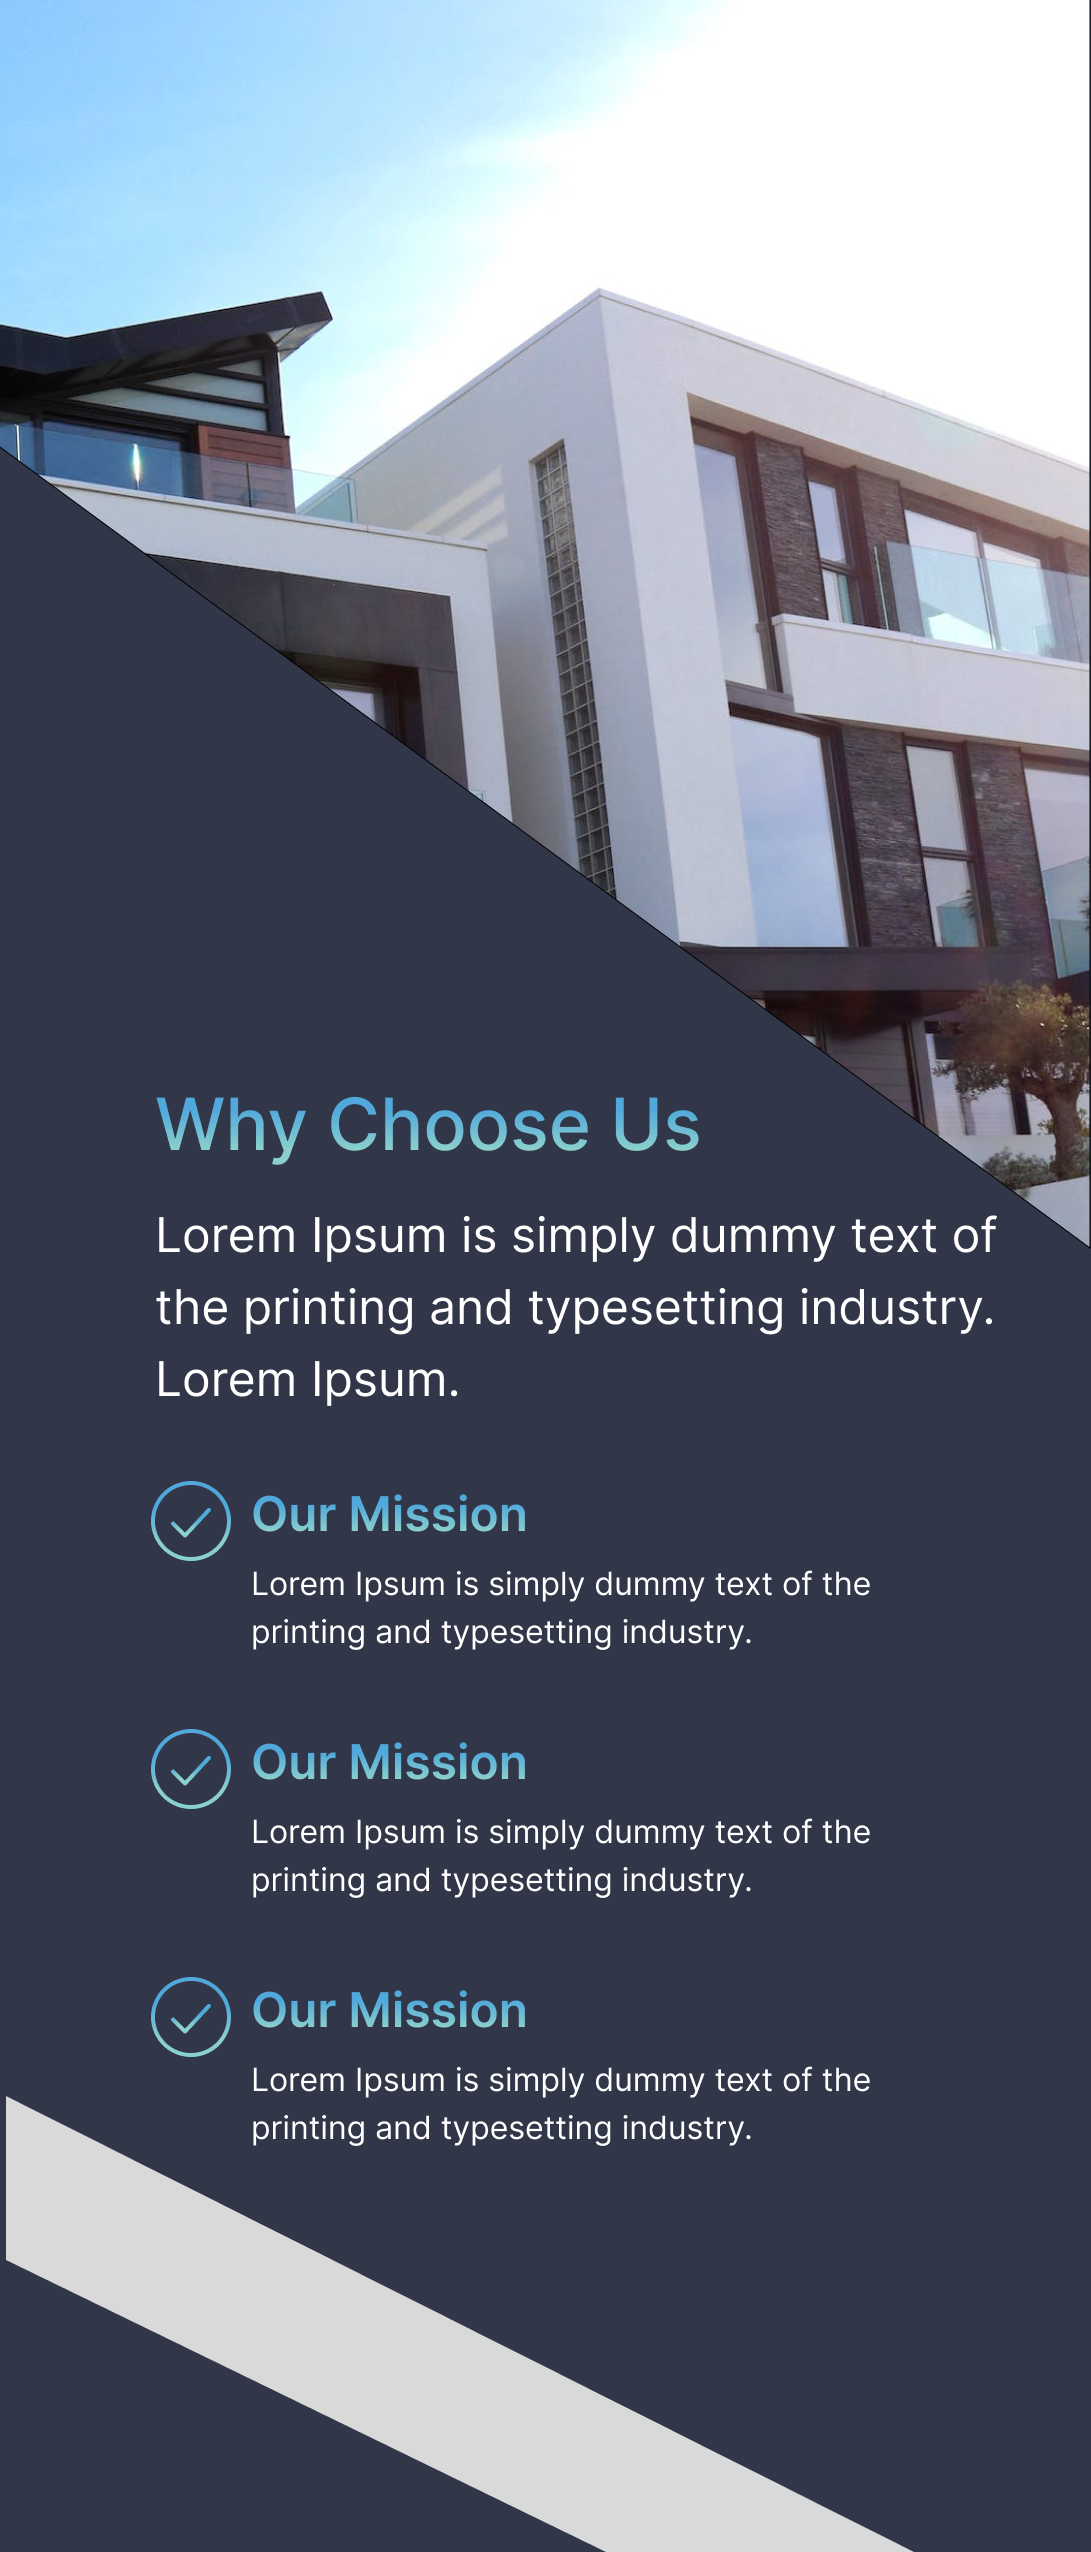 Why Choose Us
Lorem Ipsum is simply dummy text of
the printing and typesetting industry.
Lorem Ipsum.
Our Mission
Lorem Ipsum is simply dummy text of the
printing and typesetting industry.
Our Mission
Lorem Ipsum is simply dummy text of the
printing and typesetting industry.
Our Mission
Lorem Ipsum is simply dummy text of the
printing and typesetting industry.